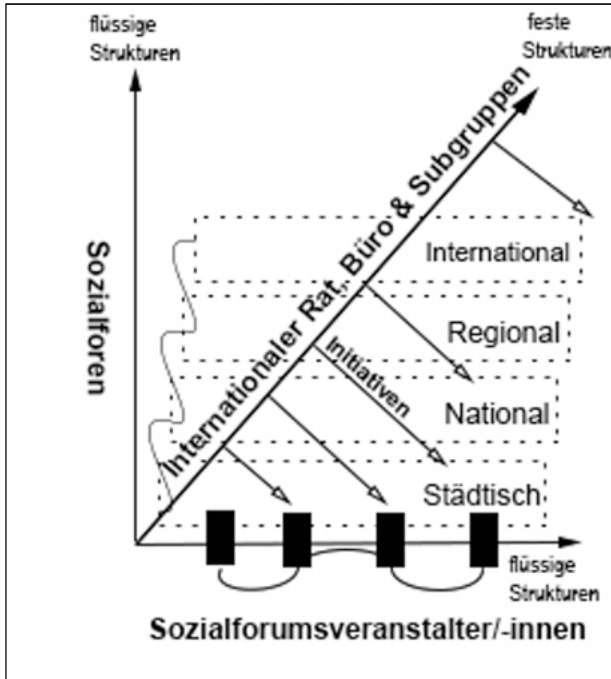 flüssige
Strukturen
feste
Strukturen
Internationaler Rat, Büro & Subgruppen
Sozialforen
International
Regional
Initiativen
National
Städtisch
flüssige
Strukturen
Sozialforumsveranstalter/-innen